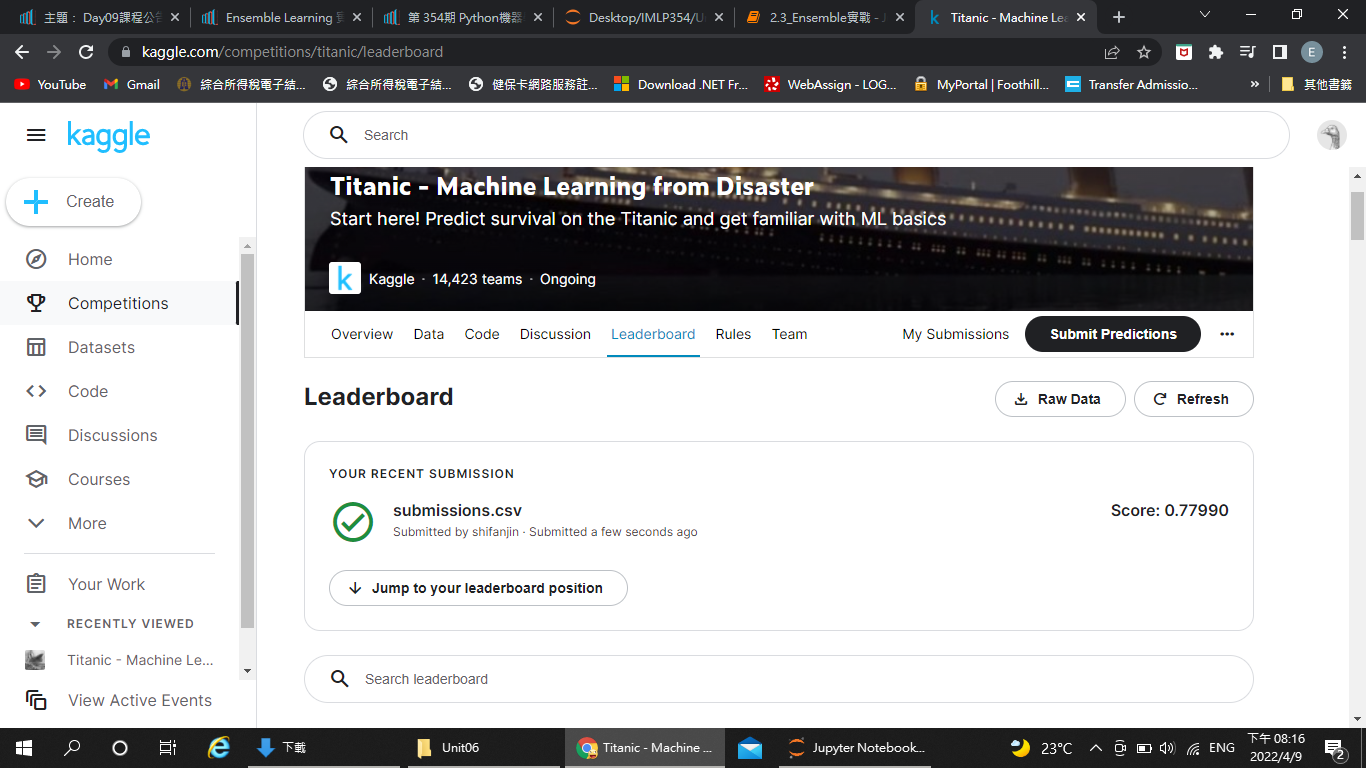 主題： Day09課程公告
Ensemble Learning 實
第 354期 Python機器
Desktop/IMLP354/U
2.3_Ensemble實戰 - J
Titanic - Machine Lea
kaggle.com/competitions/titanic/leaderboard
E
YouTube
Gmail
綜合所得稅電子結...
綜合所得稅電子結...
健保卡網路服務註...
Download .NET Fr...
WebAssign - LOG...
MyPortal | Foothill...
Transfer Admissio...
»
其他書籤
kaggle
Search
Create
Home
Competitions
Datasets
Code
Discussions
Courses
More
Your Work
RECENTLY VIEWED
Titanic - Machine Le...
View Active Events
Titanic - Machine Learning from Disaster
Start here! Predict survival on the Titanic and get familiar with ML basics
k
Kaggle · 14,423 teams · Ongoing
Overview
Data
Code
Discussion
Leaderboard
Rules
Team
My Submissions
Submit Predictions
Leaderboard
Raw Data
Refresh
YOUR RECENT SUBMISSION
submissions.csv
Submitted by shifanjin · Submitted a few seconds ago
Score: 0.77990
Jump to your leaderboard position
Search leaderboard
下載
Unit06
Titanic - Machine ...
Jupyter Notebook...
23°C
ENG
下午 08:16
2022/4/9
2